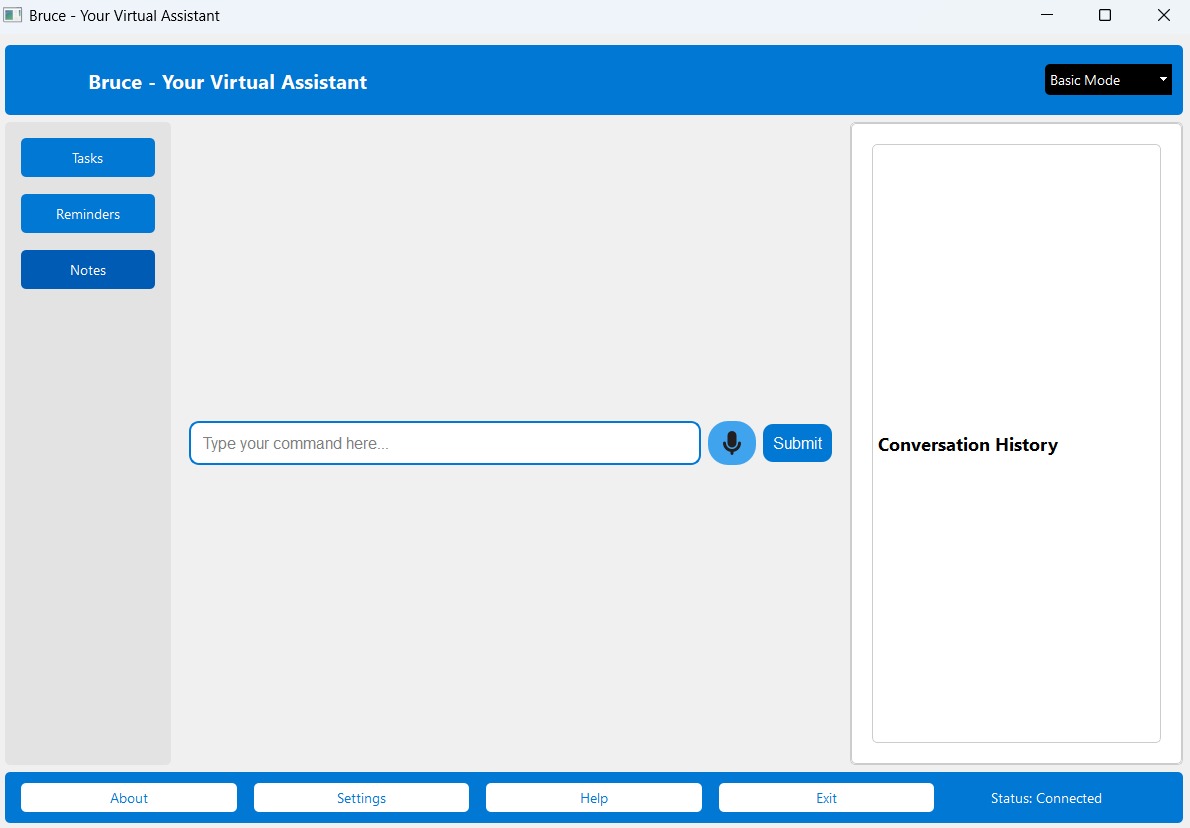 Bruce - Your Virtual Assistant
Bruce - Your Virtual Assistant
Basic Mode
Tasks
Reminders
Notes
Type your command here...
Submit
Conversation History
About
Settings
Help
Exit
Status: Connected